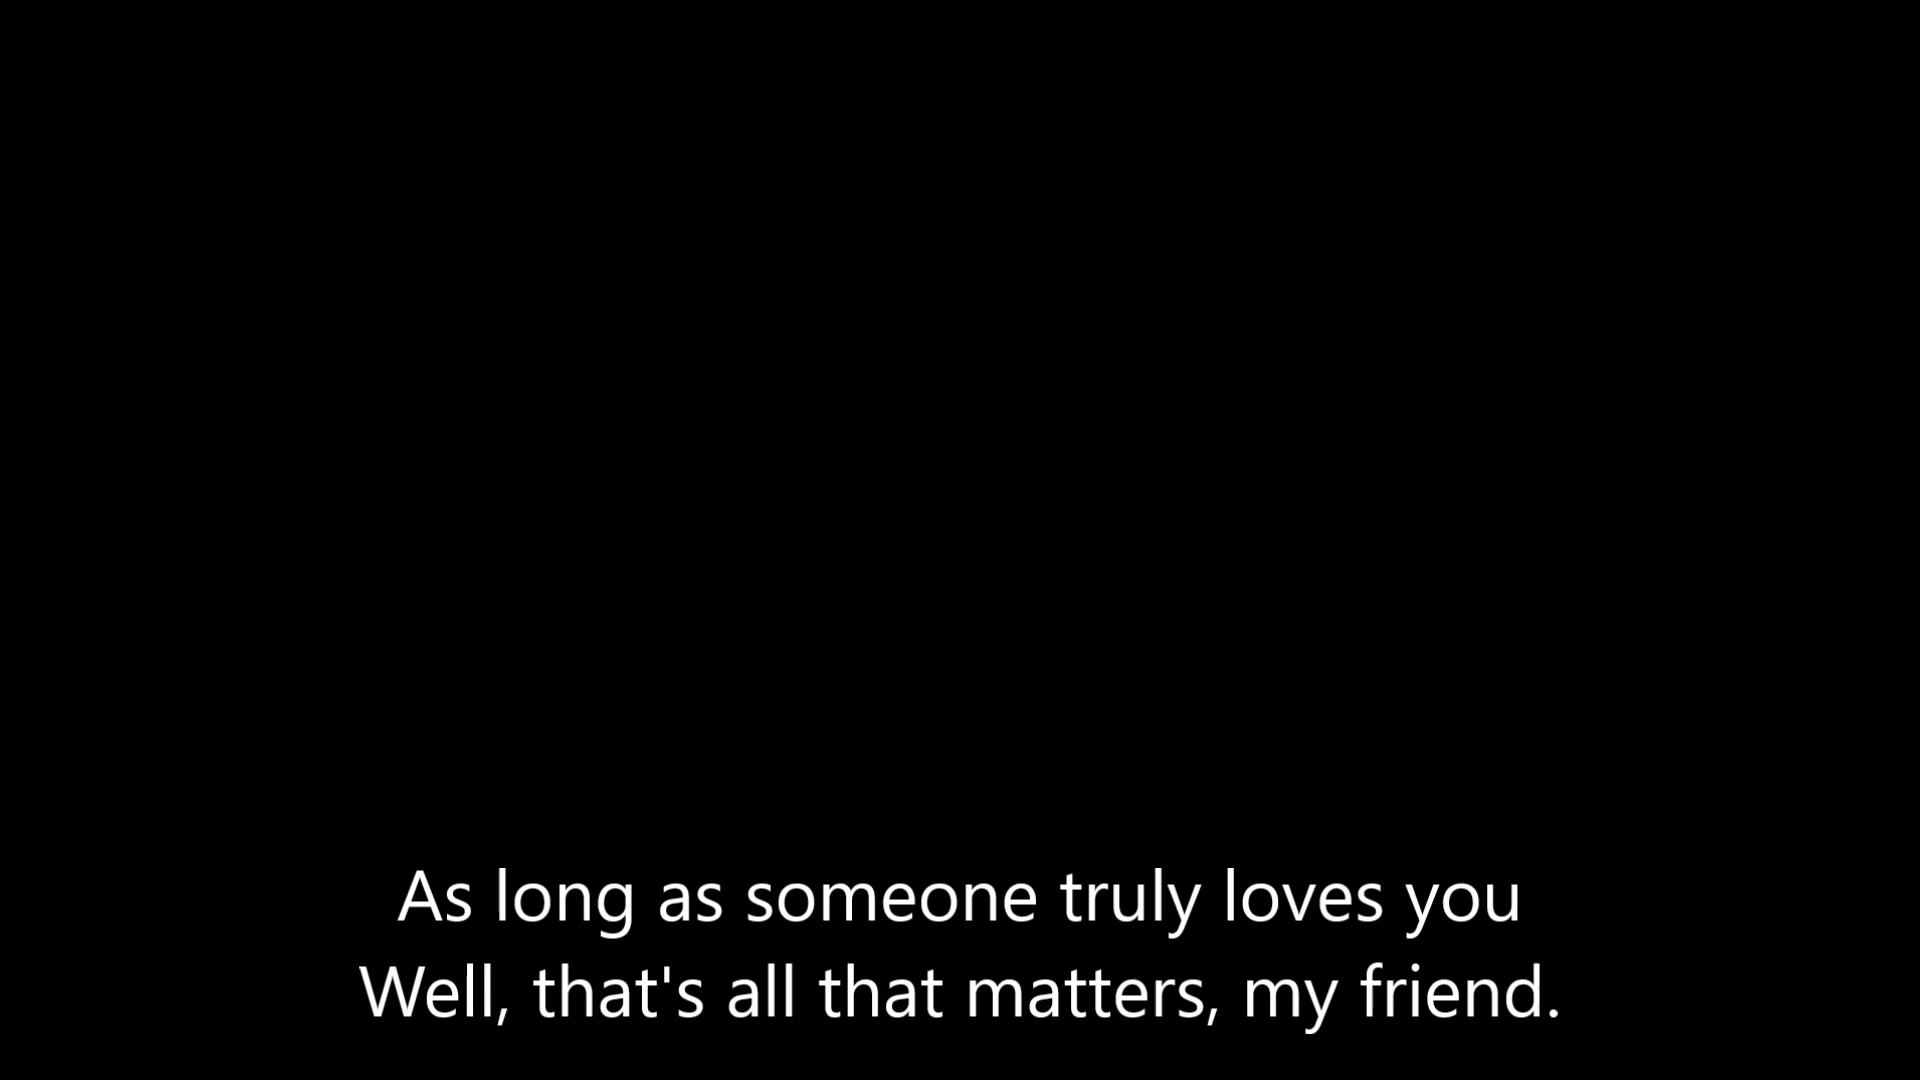 As long as someone truly loves you
Well, that's all that matters, my friend.